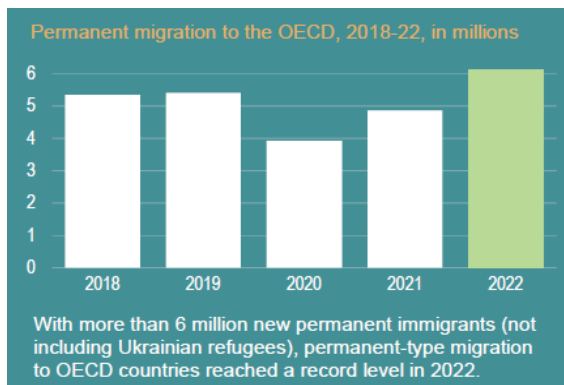 Permanent migration to the OECD, 2018-22, in millions
6
5
4
3
2
1
0
2018 2019 2020 2021 2022
With more than 6 million new permanent immigrants (not
including Ukrainian refugees), permanent-type migration
to OECD countries reached a record level in 2022.